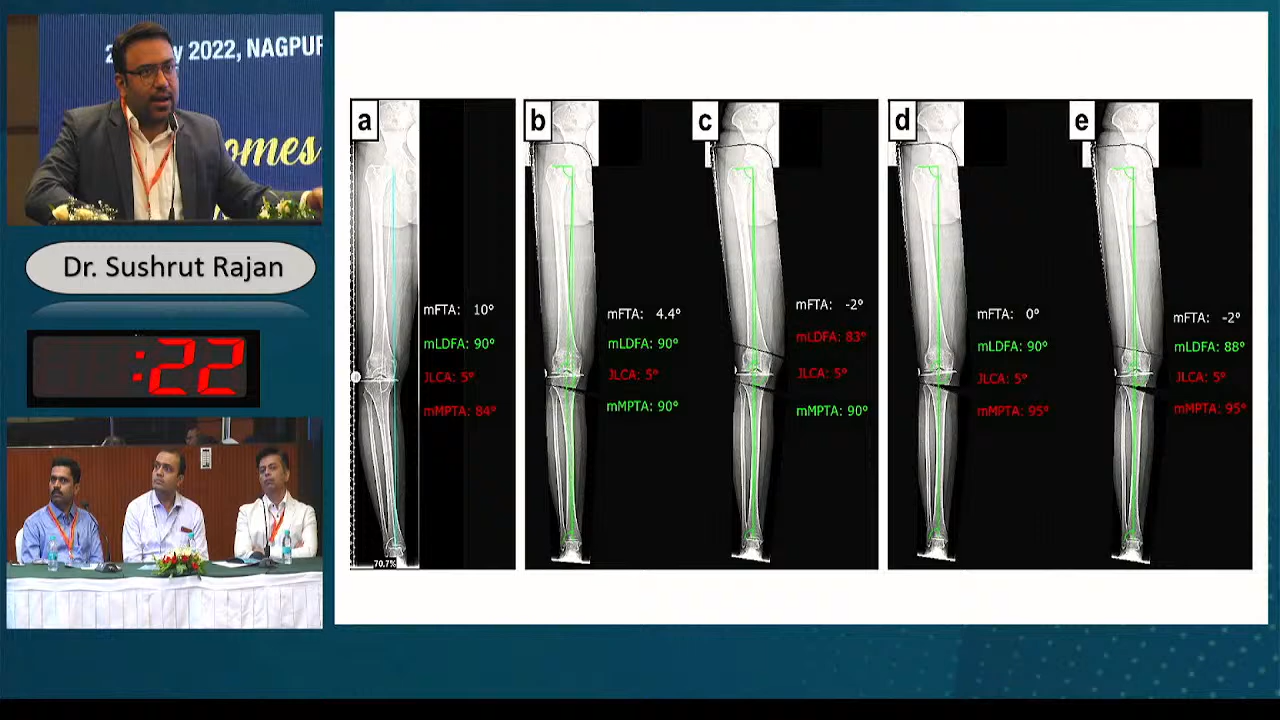 2022, NAGPUR
omes
Dr. Sushrut Rajan
:22
a
mFTA: 10°
mLDFA: 90°
JLCA: 5°
mMPTA: 84°
70.7%
b
mFTA: 4.4°
mLDFA: 90°
JLCA: 5°
mMPTA: 90°
c
mFTA: -2°
mLDFA: 83°
JLCA: 5°
mMPTA: 90°
d
mFTA: 0°
mLDFA: 90°
JLCA: 5°
mMPTA: 95°
e
mFTA: -2°
mLDFA: 88°
JLCA: 5°
mMPTA: 95°